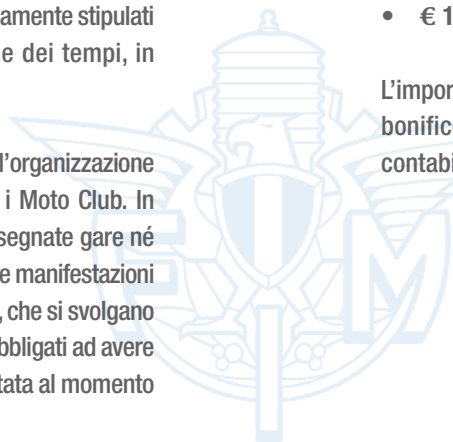 amente stipulati
e dei tempi, in
l'organizzazione
i Moto Club. In
segnate gare né
e manifestazioni
, che si svolgano
bbligati ad avere
tata al momento
• € 1
L'impor
bonifico
contabi
F M